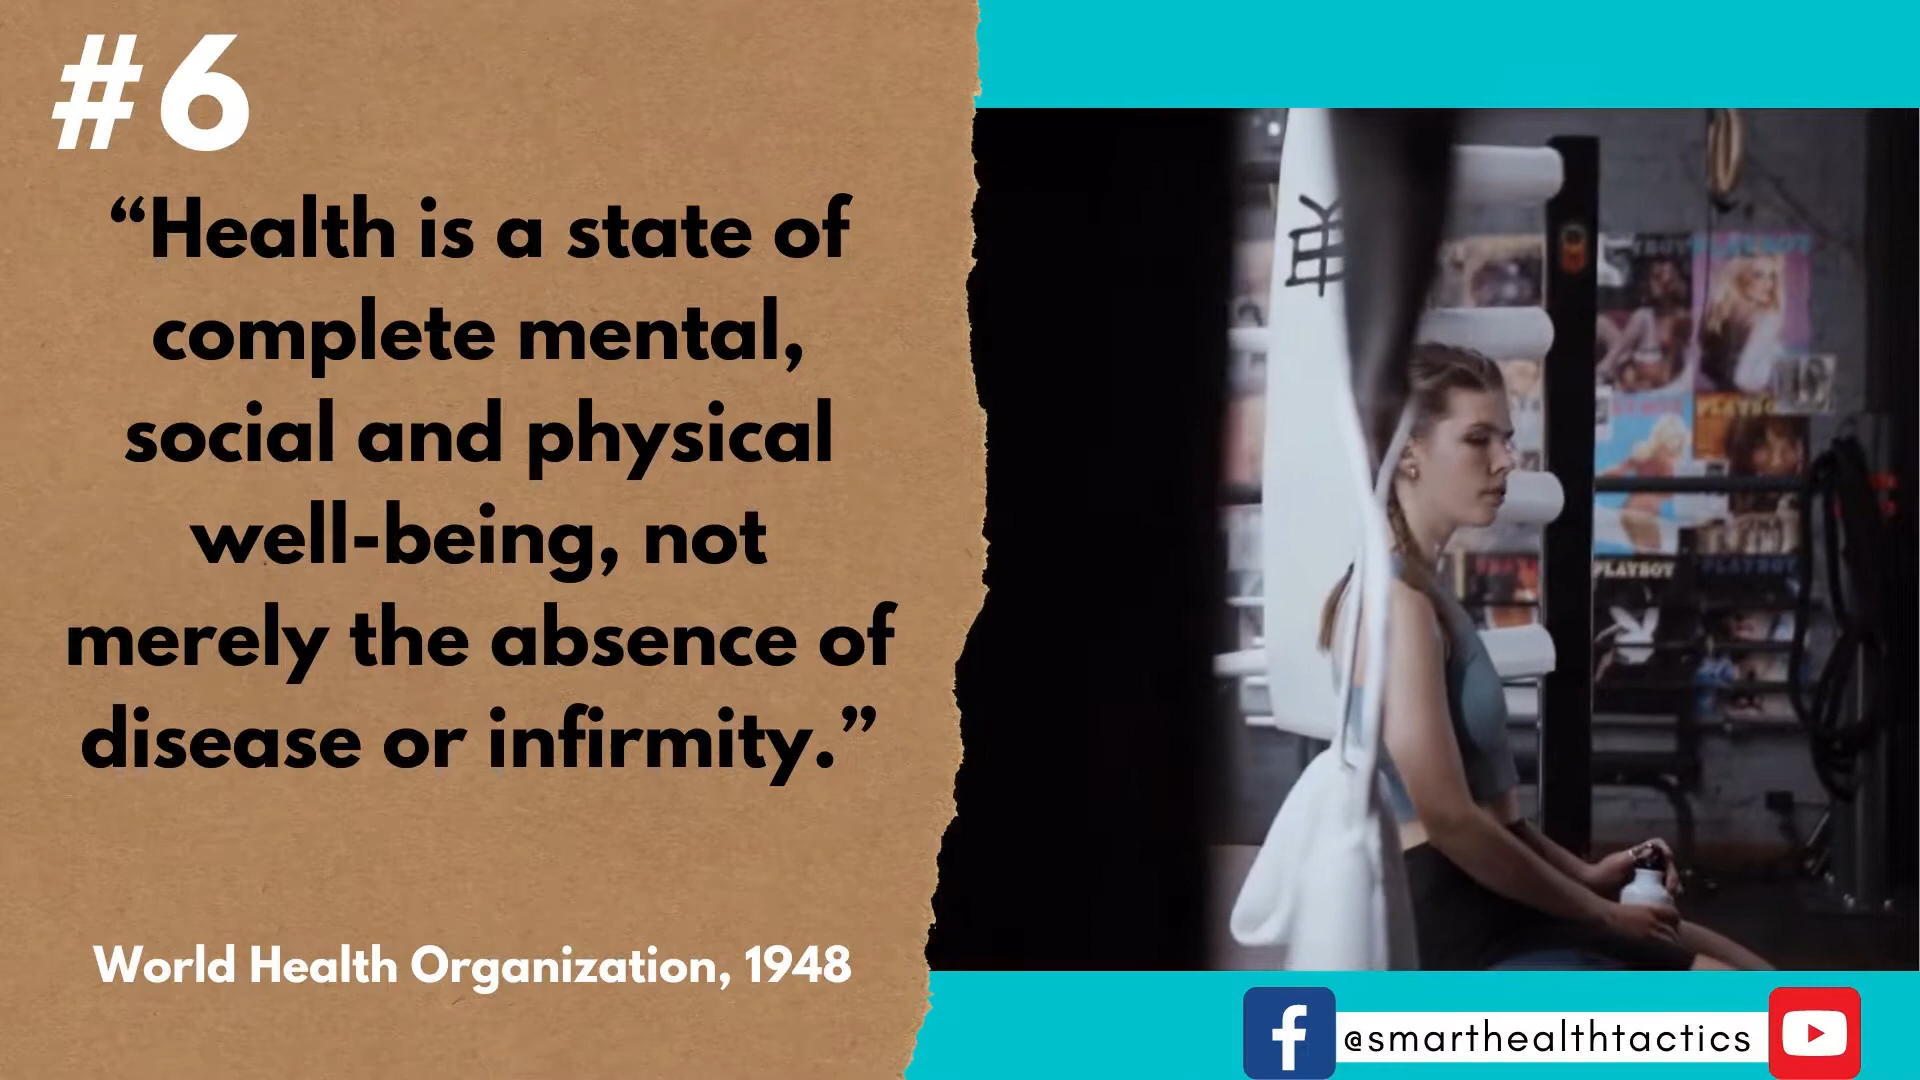 #6
“Health is a state of
complete mental,
social and physical
well-being, not
merely the absence of
disease or infirmity.”
World Health Organization, 1948
PLAYBOY
@smarthealthtactics